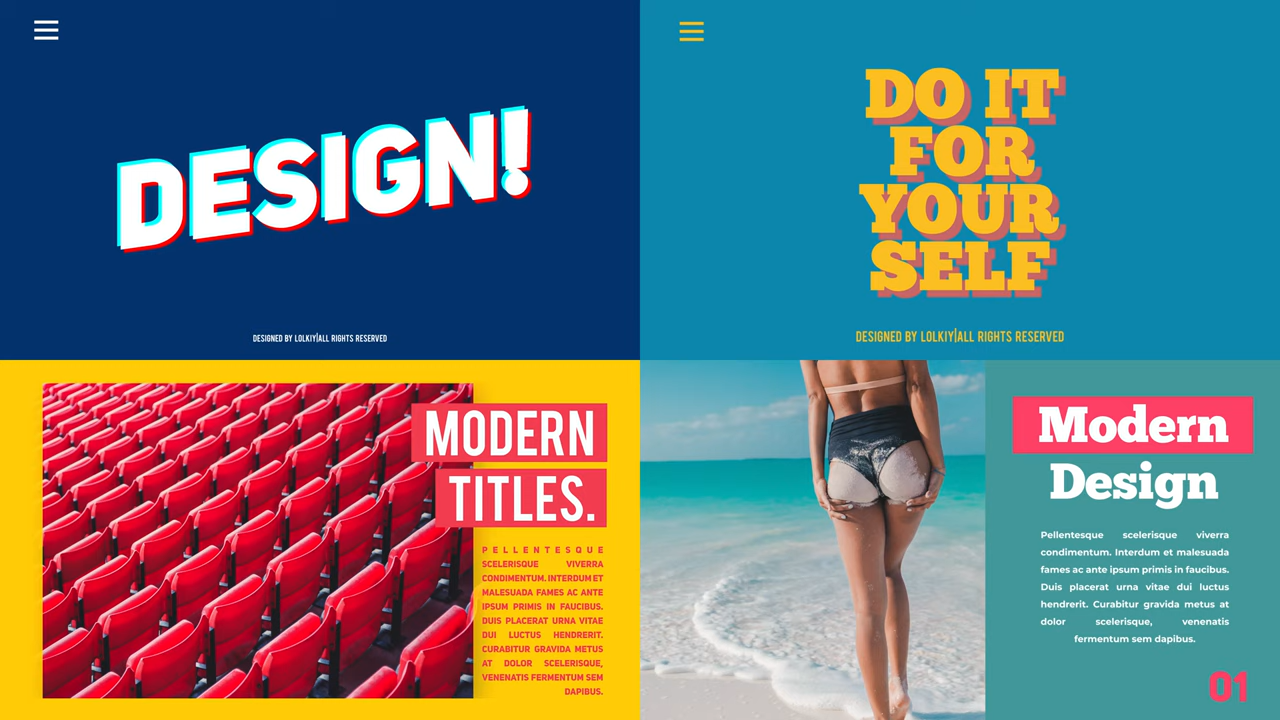 DESIGN!
DESIGNED BY LOLKIY|ALL RIGHTS RESERVED
DO IT
FOR
YOUR
SELF
DESIGNED BY LOLKIY|ALL RIGHTS RESERVED
MODERN
TITLES.
PELLENTESQUE
SCELERISQUE VIVERRA
CONDIMENTUM. INTERDUM ET
MALESUADA FAMES AC ANTE
IPSUM PRIMIS IN FAUCIBUS.
DUIS PLACERAT URNA VITAE
DUI LUCTUS HENDRERIT.
CURABITUR GRAVIDA METUS
AT DOLOR SCELERISQUE,
VENENATIS FERMENTUM SEM
DAPIBUS.
Modern
Design
Pellentesque scelerisque viverra
condimentum. Interdum et malesuada
fames ac ante ipsum primis in faucibus.
Duis placerat urna vitae dui luctus
hendrerit. Curabitur gravida metus at
dolor scelerisque, venenatis
fermentum sem dapibus.
01